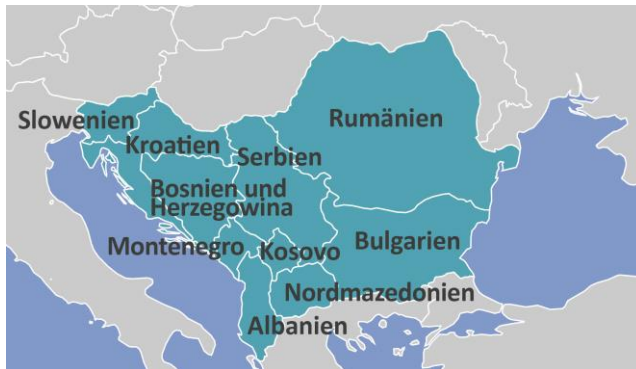 Slowenien
Rumänien
Kroatien
Serbien
Bosnien und
Herzegowina
Montenegro
Kosovo
Bulgarien
Nordmazedonien
Albanien